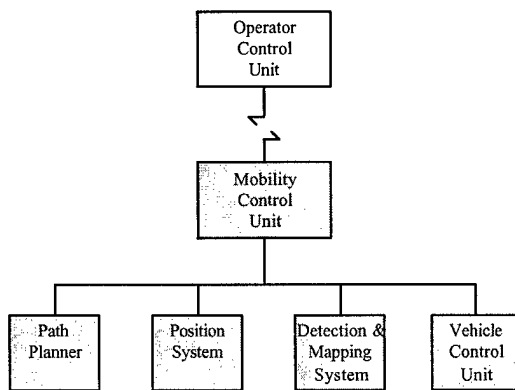 Operator
Control
Unit
Mobility
Control
Unit
Path
Planner
Position
System
Detection &
Mapping
System
Vehicle
Control
Unit